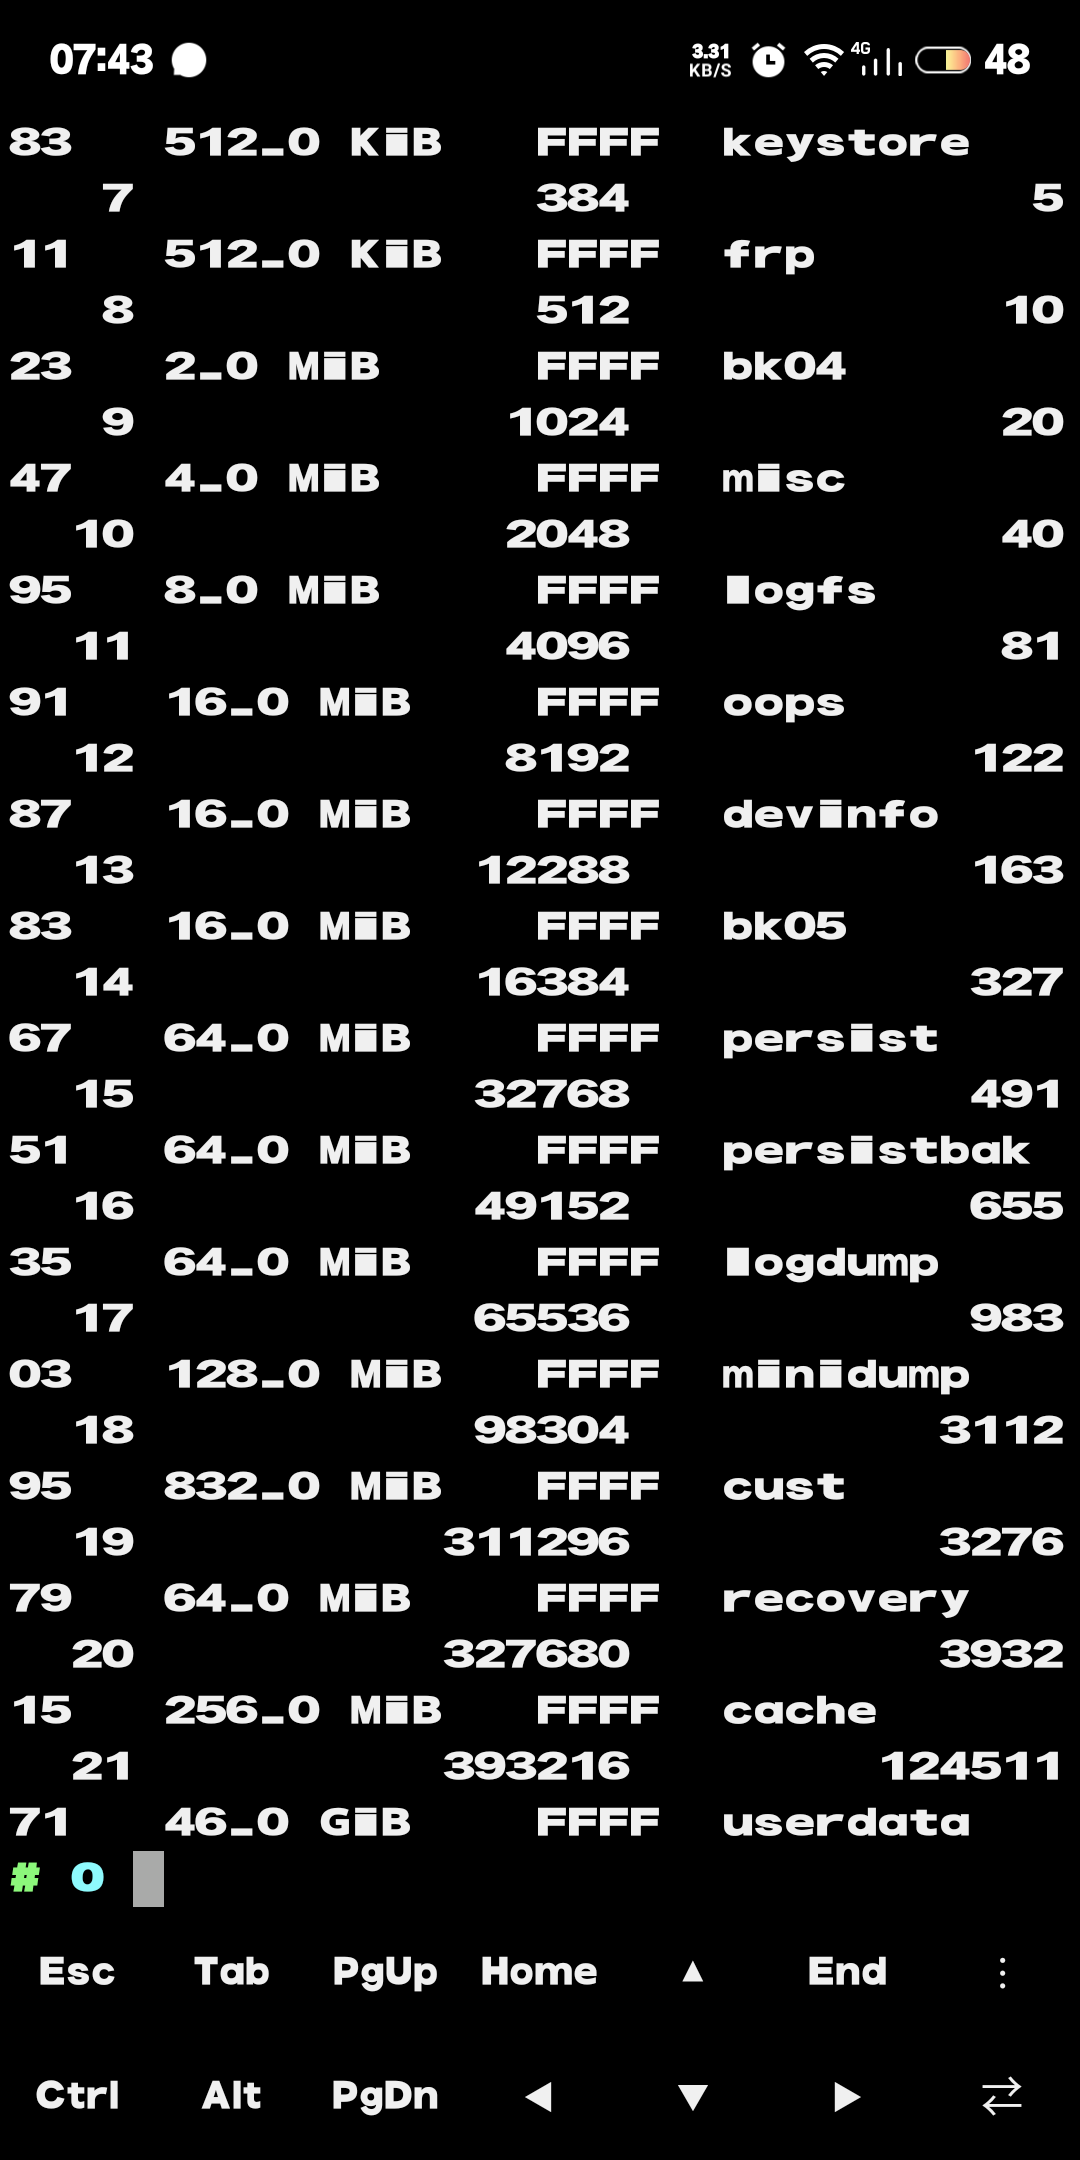 07:43 3.31 KB/S 4G 48
83 512.0 KiB FFFF keystore
7 384 5
11 512.0 KiB FFFF frp
8 512 10
23 2.0 MiB FFFF bk04
9 1024 20
47 4.0 MiB FFFF misc
10 2048 40
95 8.0 MiB FFFF logfs
11 4096 81
91 16.0 MiB FFFF oops
12 8192 122
87 16.0 MiB FFFF devinfo
13 12288 163
83 16.0 MiB FFFF bk05
14 16384 327
67 64.0 MiB FFFF persist
15 32768 491
51 64.0 MiB FFFF persistbak
16 49152 655
35 64.0 MiB FFFF logdump
17 65536 983
03 128.0 MiB FFFF minidump
18 98304 3112
95 832.0 MiB FFFF cust
19 311296 3276
79 64.0 MiB FFFF recovery
20 327680 3932
15 256.0 MiB FFFF cache
21 393216 124511
71 46.0 GiB FFFF userdata
# 0
Esc Tab PgUp Home ▲ End ⋮
Ctrl Alt PgDn ◀ ▼ ▶ ⇄